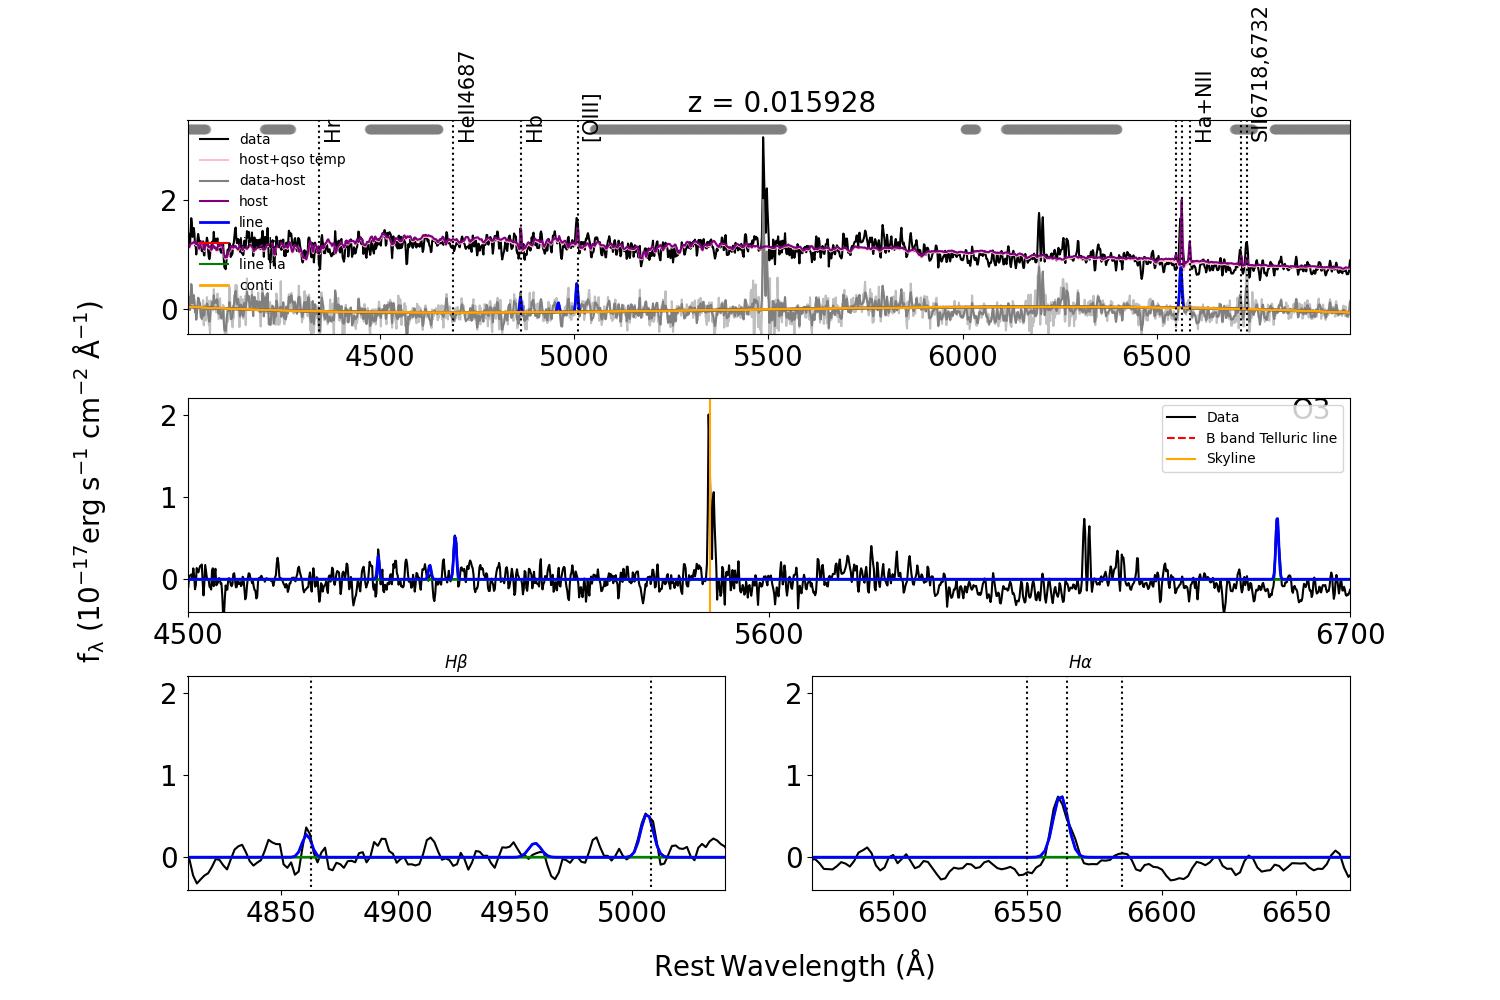 z = 0.015928
Hr
HeII4687
Hb
[OIII]
Ha+NII
SII6718,6732
data
host+qso temp
data-host
host
line
line na
conti
2
0
4500 5000 5500 6000 6500
f_λ (10⁻¹⁷erg s⁻¹ cm⁻² Å⁻¹)
O3
Data
B band Telluric line
Skyline
2
1
0
4500 5600 6700
Hβ
2
1
0
4850 4900 4950 5000
Hα
2
1
0
6500 6550 6600 6650
Rest Wavelength (Å)